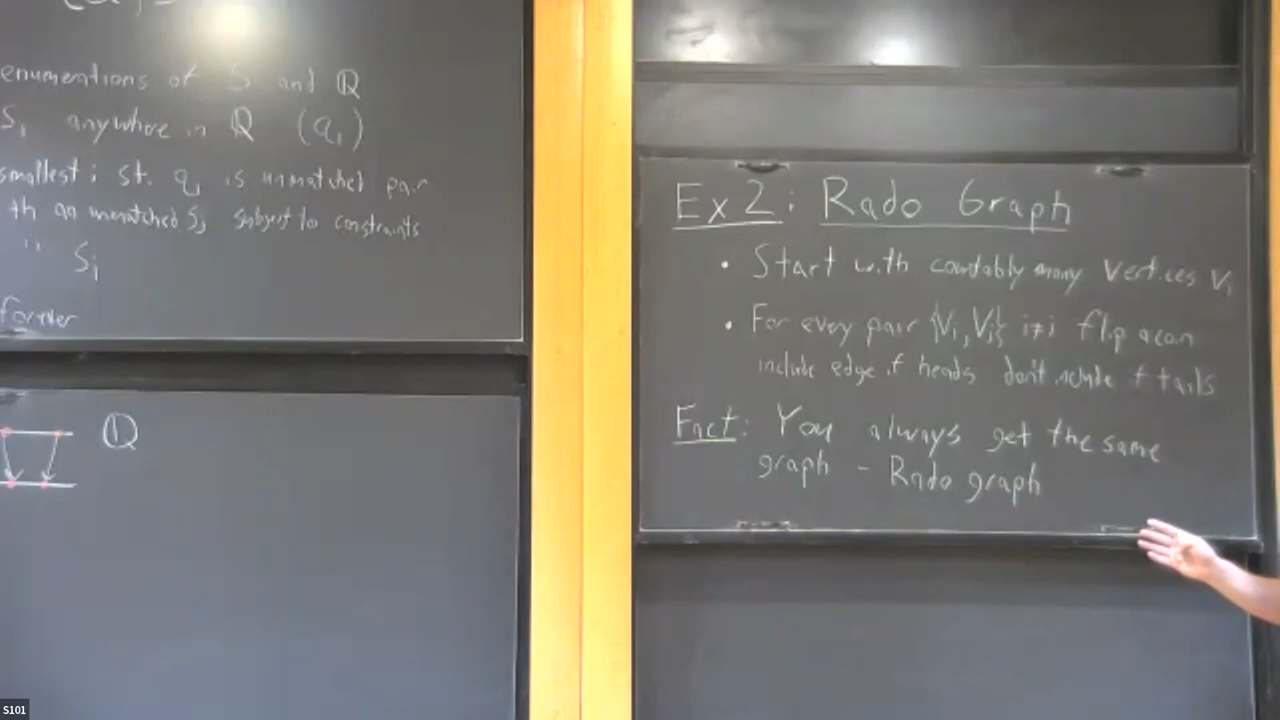 enumerations of S and ℚ
S₁ anywhere in ℚ (q₁)
smallest i st. qᵢ is unmatched pair
th an unmatched Sⱼ subject to constraints
" Sᵢ
forever
ℚ
Ex 2: Rado Graph
• Start with countably many vertices Vᵢ
• For every pair {Vᵢ, Vⱼ} i≠j flip a coin
include edge if heads don't include if tails
Fact: You always get the same
graph - Rado graph
S101